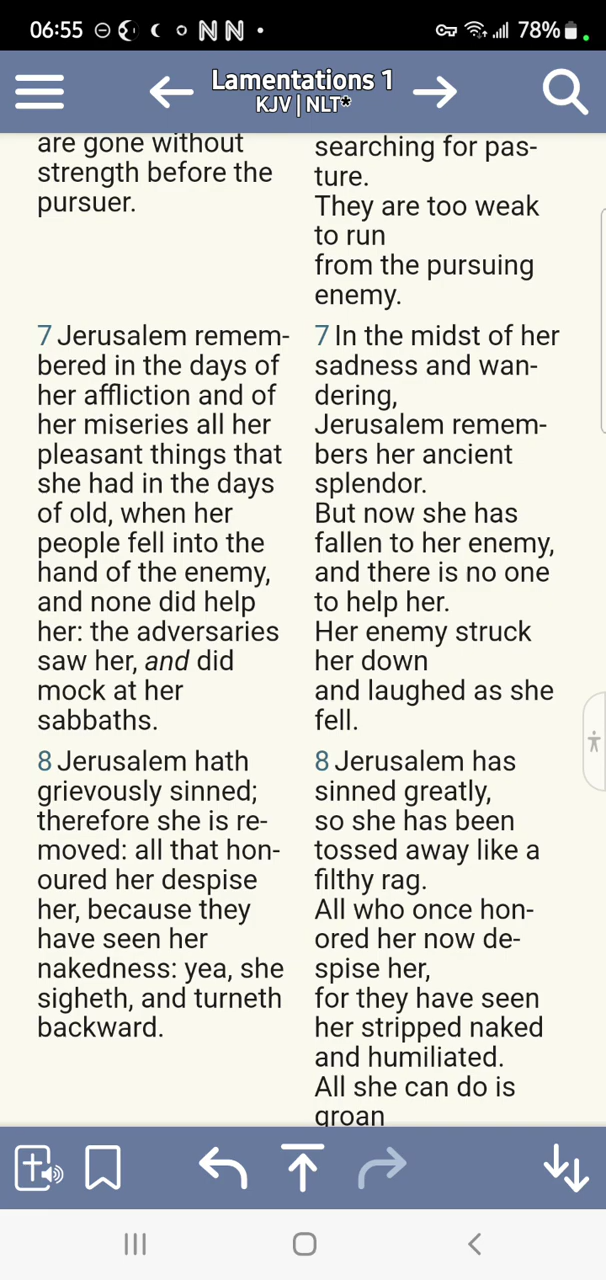 06:55 N N 78%
Lamentations 1
KJV | NLT*
are gone without
strength before the
pursuer.
7 Jerusalem remem-
bered in the days of
her affliction and of
her miseries all her
pleasant things that
she had in the days
of old, when her
people fell into the
hand of the enemy,
and none did help
her: the adversaries
saw her, and did
mock at her
sabbaths.
8 Jerusalem hath
grievously sinned;
therefore she is re-
moved: all that hon-
oured her despise
her, because they
have seen her
nakedness: yea, she
sigheth, and turneth
backward.
searching for pas-
ture.
They are too weak
to run
from the pursuing
enemy.
7 In the midst of her
sadness and wan-
dering,
Jerusalem remem-
bers her ancient
splendor.
But now she has
fallen to her enemy,
and there is no one
to help her.
Her enemy struck
her down
and laughed as she
fell.
8 Jerusalem has
sinned greatly,
so she has been
tossed away like a
filthy rag.
All who once hon-
ored her now de-
spise her,
for they have seen
her stripped naked
and humiliated.
All she can do is
groan